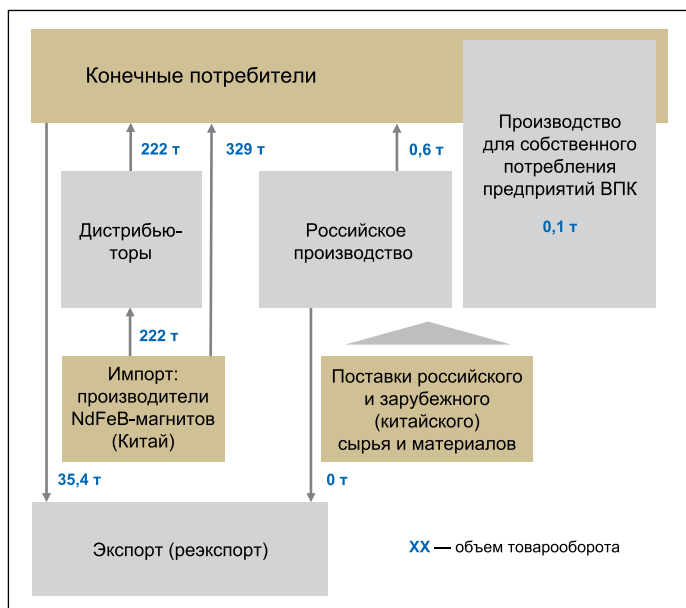 Конечные потребители
Производство
для собственного
потребления
предприятий ВПК
0,1 т
222 т
329 т
0,6 т
Дистрибью-
торы
Российское
производство
222 т
Импорт:
производители
NdFeB-магнитов
(Китай)
Поставки российского
и зарубежного
(китайского)
сырья и материалов
35,4 т
0 т
Экспорт (реэкспорт)
XX — объем товарооборота